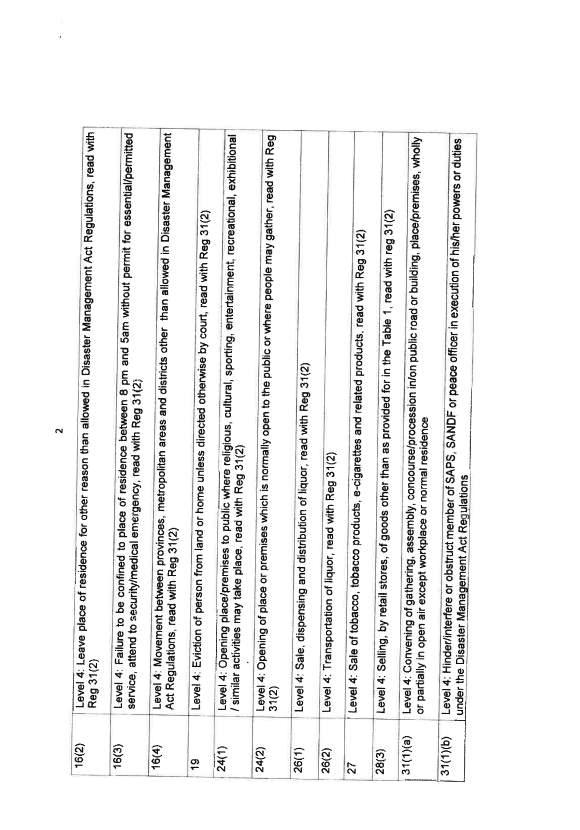 2
16(2) Level 4: Leave place of residence for other reason than allowed in Disaster Management Act Regulations, read with
Reg 31(2)
16(3) Level 4: Failure to be confined to place of residence between 8 pm and 5am without permit for essential/permitted
service, attend to security/medical emergency, read with Reg 31(2)
16(4) Level 4: Movement between provinces, metropolitan areas and districts other than allowed in Disaster Management
Act Regulations, read with Reg 31(2)
19 Level 4: Eviction of person from land or home unless directed otherwise by court, read with Reg 31(2)
24(1) Level 4: Opening place/premises to public where religious, cultural, sporting, entertainment, recreational, exhibitional
/ similar activities may take place, read with Reg 31(2)
24(2) Level 4: Opening of place or premises which is normally open to the public or where people may gather, read with Reg
31(2)
26(1) Level 4: Sale, dispensing and distribution of liquor, read with Reg 31(2)
26(2) Level 4: Transportation of liquor, read with Reg 31(2)
27 Level 4: Sale of tobacco, tobacco products, e-cigarettes and related products, read with Reg 31(2)
28(3) Level 4: Selling, by retail stores, of goods other than as provided for in the Table 1, read with reg 31(2)
31(1)(a) Level 4: Convening of gathering, assembly, concourse/procession in/on public road or building, place/premises, wholly
or partially in open air except workplace or normal residence
31(1)(b) Level 4: Hinder/interfere or obstruct member of SAPS, SANDF or peace officer in execution of his/her powers or duties
under the Disaster Management Act Regulations